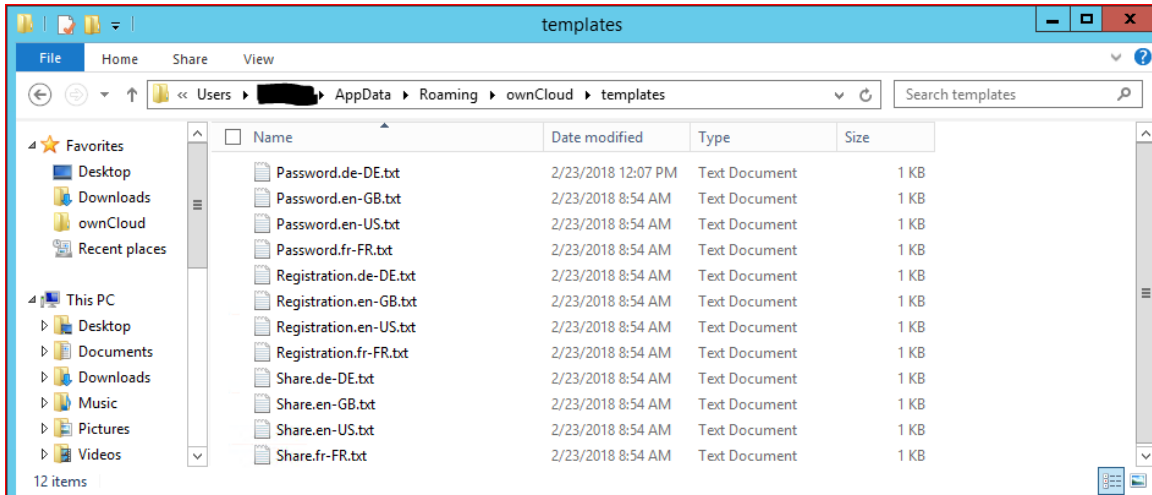 templates
File Home Share View
« Users AppData Roaming ownCloud templates Search templates
Favorites
Desktop
Downloads
ownCloud
Recent places
This PC
Desktop
Documents
Downloads
Music
Pictures
Videos
Name Date modified Type Size
Password.de-DE.txt 2/23/2018 12:07 PM Text Document 1 KB
Password.en-GB.txt 2/23/2018 8:54 AM Text Document 1 KB
Password.en-US.txt 2/23/2018 8:54 AM Text Document 1 KB
Password.fr-FR.txt 2/23/2018 8:54 AM Text Document 1 KB
Registration.de-DE.txt 2/23/2018 8:54 AM Text Document 1 KB
Registration.en-GB.txt 2/23/2018 8:54 AM Text Document 1 KB
Registration.en-US.txt 2/23/2018 8:54 AM Text Document 1 KB
Registration.fr-FR.txt 2/23/2018 8:54 AM Text Document 1 KB
Share.de-DE.txt 2/23/2018 8:54 AM Text Document 1 KB
Share.en-GB.txt 2/23/2018 8:54 AM Text Document 1 KB
Share.en-US.txt 2/23/2018 8:54 AM Text Document 1 KB
Share.fr-FR.txt 2/23/2018 8:54 AM Text Document 1 KB
12 items